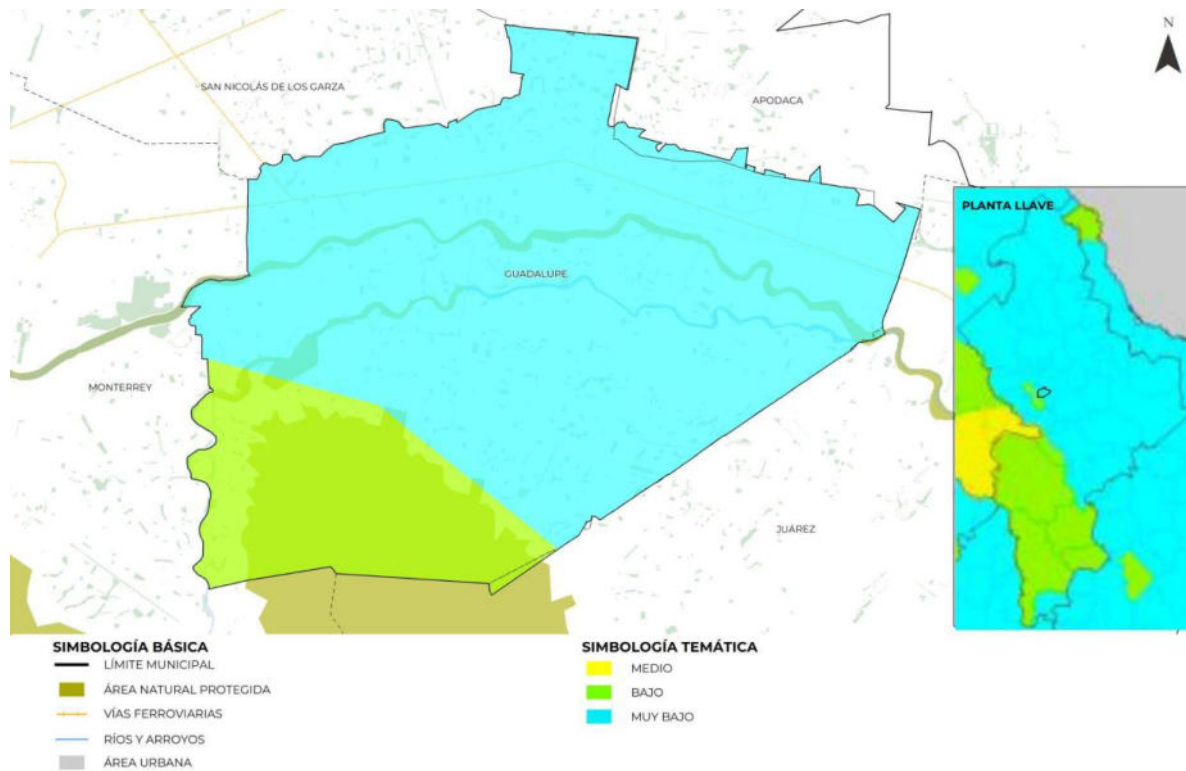 N
SAN NICOLÁS DE LOS GARZA
APODACA
PLANTA LLAVE
GUADALUPE
MONTERREY
JUÁREZ
SIMBOLOGÍA BÁSICA
LÍMITE MUNICIPAL
ÁREA NATURAL PROTEGIDA
VÍAS FERROVIARIAS
RÍOS Y ARROYOS
ÁREA URBANA
SIMBOLOGÍA TEMÁTICA
MEDIO
BAJO
MUY BAJO